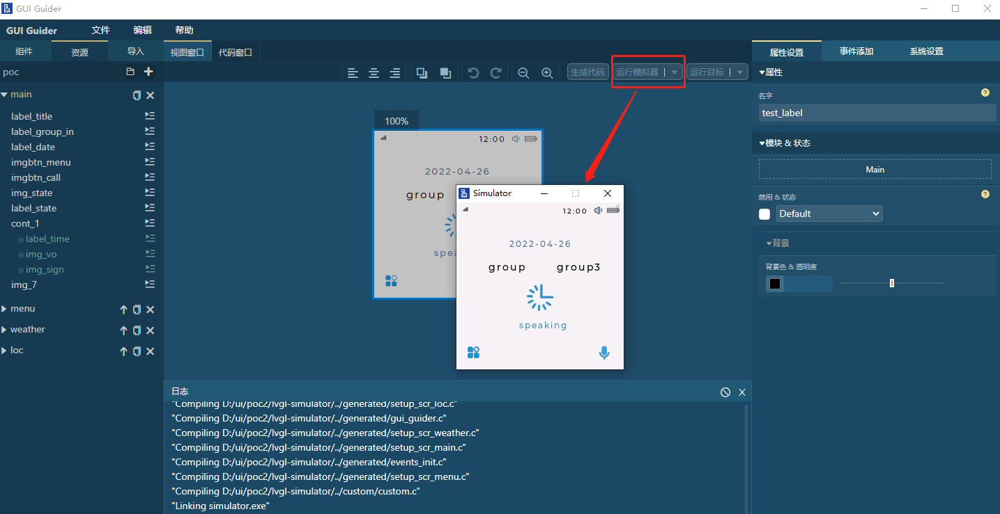 GUI Guider
GUI Guider 文件 编辑 帮助
组件 资源 导入 视图窗口 代码窗口 属性设置 事件添加 系统设置
poc
生成代码 运行模拟器 运行目标
属性
名字
test_label
模块 & 状态
Main
禁用 & 状态
Default
背景
背景色 & 透明度
main
label_title
label_group_in
label_date
imgbtn_menu
imgbtn_call
img_state
label_state
cont_1
label_time
img_vo
img_sign
img_7
menu
weather
loc
100%
12:00
2022-04-26
group
spea
Simulator
12:00
2022-04-26
group group3
speaking
日志
"Compiling D:/ui/poc2/lvgl-simulator/../generated/setup_scr_loc.c"
"Compiling D:/ui/poc2/lvgl-simulator/../generated/gui_guider.c"
"Compiling D:/ui/poc2/lvgl-simulator/../generated/setup_scr_weather.c"
"Compiling D:/ui/poc2/lvgl-simulator/../generated/setup_scr_main.c"
"Compiling D:/ui/poc2/lvgl-simulator/../generated/events_init.c"
"Compiling D:/ui/poc2/lvgl-simulator/../generated/setup_scr_menu.c"
"Compiling D:/ui/poc2/lvgl-simulator/../custom/custom.c"
"Linking simulator.exe"